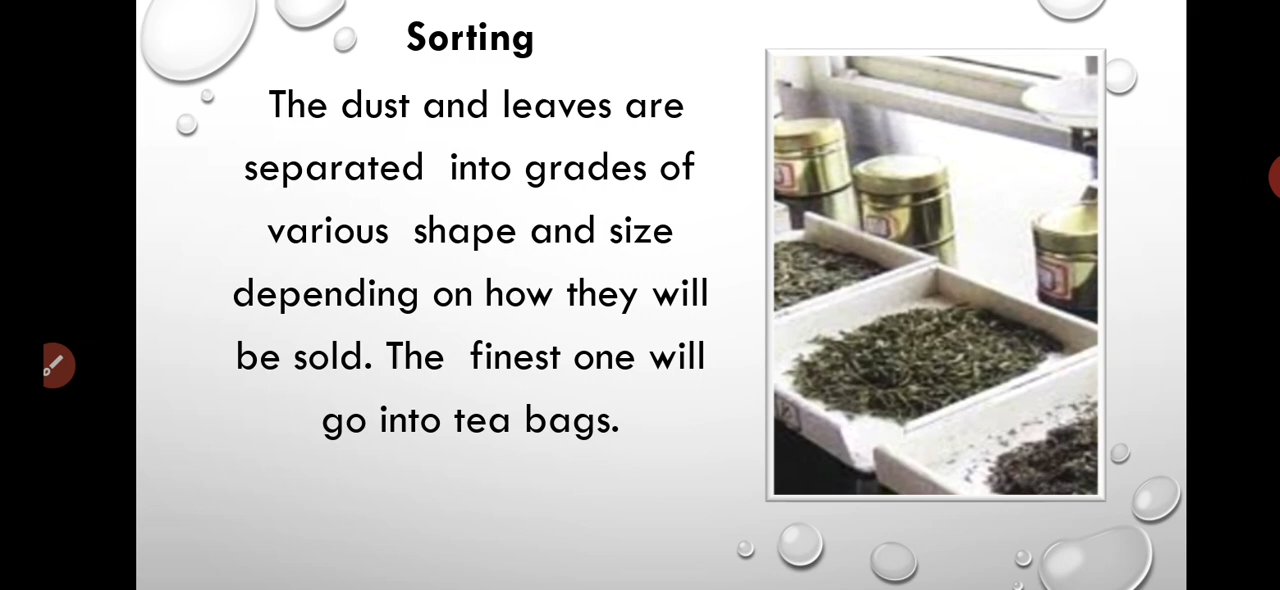 Sorting
The dust and leaves are
separated into grades of
various shape and size
depending on how they will
be sold. The finest one will
go into tea bags.